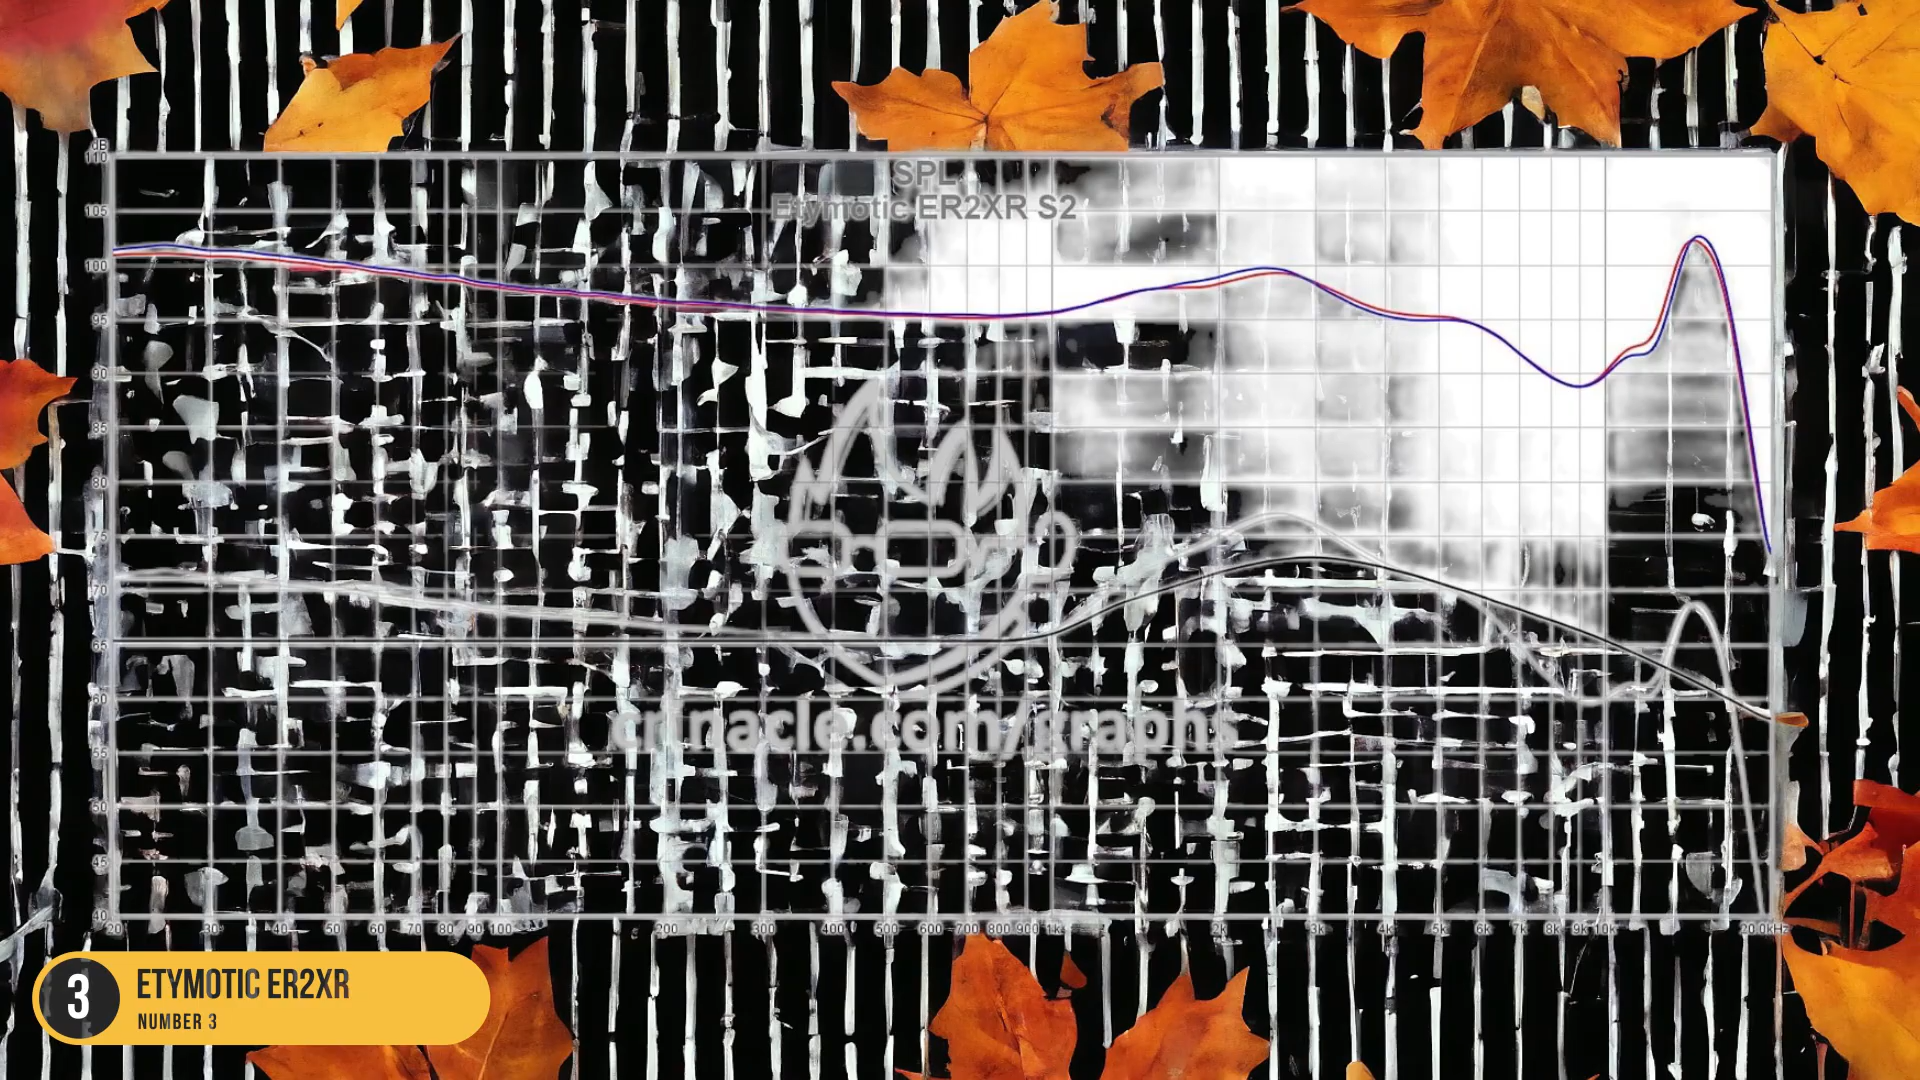 dB
110
SPL
Etymotic ER2XR S2
105
100
95
90
85
80
75
70
65
60
crinacle.com/graphs
55
50
45
40
20 30 40 50 60 70 80 90 100 200 300 400 500 600 700 800 900 1k 2k 3k 4k 5k 6k 7k 8k 9k 10k 20.0kHz
3
ETYMOTIC ER2XR
NUMBER 3